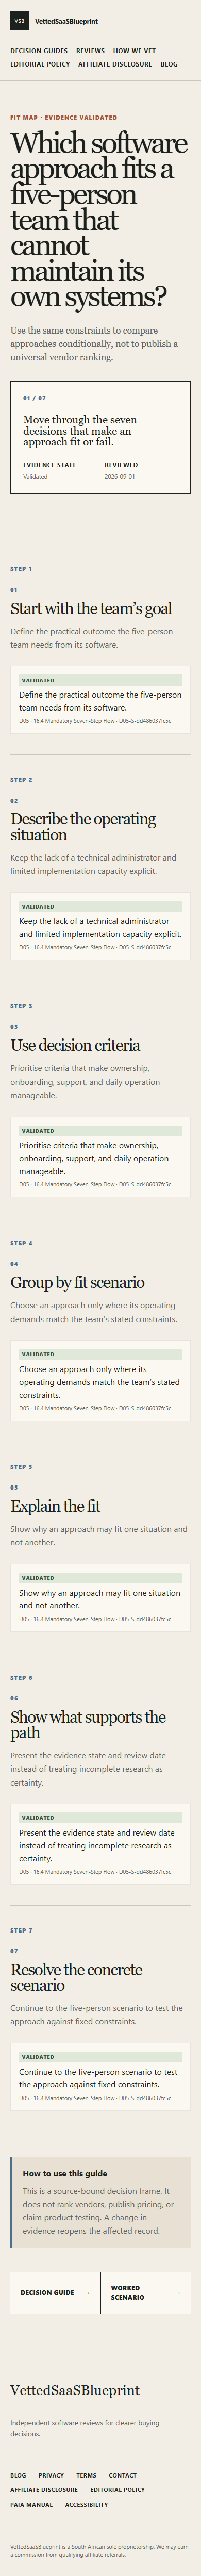 VSB
VettedSaaSBlueprint
DECISION GUIDES REVIEWS HOW WE VET
EDITORIAL POLICY AFFILIATE DISCLOSURE BLOG
FIT MAP · EVIDENCE VALIDATED
Which software
approach fits a
five-person
team that
cannot
maintain its
own systems?
Use the same constraints to compare
approaches conditionally, not to publish a
universal vendor ranking.
01 / 07
Move through the seven
decisions that make an
approach fit or fail.
EVIDENCE STATE REVIEWED
Validated 2026-09-01
STEP 1
01
Start with the team's goal
Define the practical outcome the five-person
team needs from its software.
VALIDATED
Define the practical outcome the five-person
team needs from its software.
D05 · 16.4 Mandatory Seven-Step Flow · D05-S-dd486037fc5c
STEP 2
02
Describe the operating
situation
Keep the lack of a technical administrator and
limited implementation capacity explicit.
VALIDATED
Keep the lack of a technical administrator
and limited implementation capacity explicit.
D05 · 16.4 Mandatory Seven-Step Flow · D05-S-dd486037fc5c
STEP 3
03
Use decision criteria
Prioritise criteria that make ownership,
onboarding, support, and daily operation
manageable.
VALIDATED
Prioritise criteria that make ownership,
onboarding, support, and daily operation
manageable.
D05 · 16.4 Mandatory Seven-Step Flow · D05-S-dd486037fc5c
STEP 4
04
Group by fit scenario
Choose an approach only where its operating
demands match the team's stated constraints.
VALIDATED
Choose an approach only where its
operating demands match the team's stated
constraints.
D05 · 16.4 Mandatory Seven-Step Flow · D05-S-dd486037fc5c
STEP 5
05
Explain the fit
Show why an approach may fit one situation and
not another.
VALIDATED
Show why an approach may fit one situation
and not another.
D05 · 16.4 Mandatory Seven-Step Flow · D05-S-dd486037fc5c
STEP 6
06
Show what supports the
path
Present the evidence state and review date
instead of treating incomplete research as
certainty.
VALIDATED
Present the evidence state and review date
instead of treating incomplete research as
certainty.
D05 · 16.4 Mandatory Seven-Step Flow · D05-S-dd486037fc5c
STEP 7
07
Resolve the concrete
scenario
Continue to the five-person scenario to test the
approach against fixed constraints.
VALIDATED
Continue to the five-person scenario to test
the approach against fixed constraints.
D05 · 16.4 Mandatory Seven-Step Flow · D05-S-dd486037fc5c
How to use this guide
This is a source-bound decision frame. It
does not rank vendors, publish pricing, or
claim product testing. A change in
evidence reopens the affected record.
DECISION GUIDE →
WORKED
SCENARIO →
VettedSaaSBlueprint
Independent software reviews for clearer buying
decisions.
BLOG PRIVACY TERMS CONTACT
AFFILIATE DISCLOSURE EDITORIAL POLICY
PAIA MANUAL ACCESSIBILITY
VettedSaaSBlueprint is a South African sole proprietorship. We may earn
a commission from qualifying affiliate referrals.